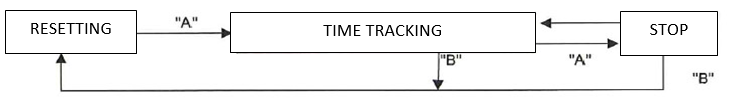 RESETTING "A" TIME TRACKING STOP
"B" "A"
"B"